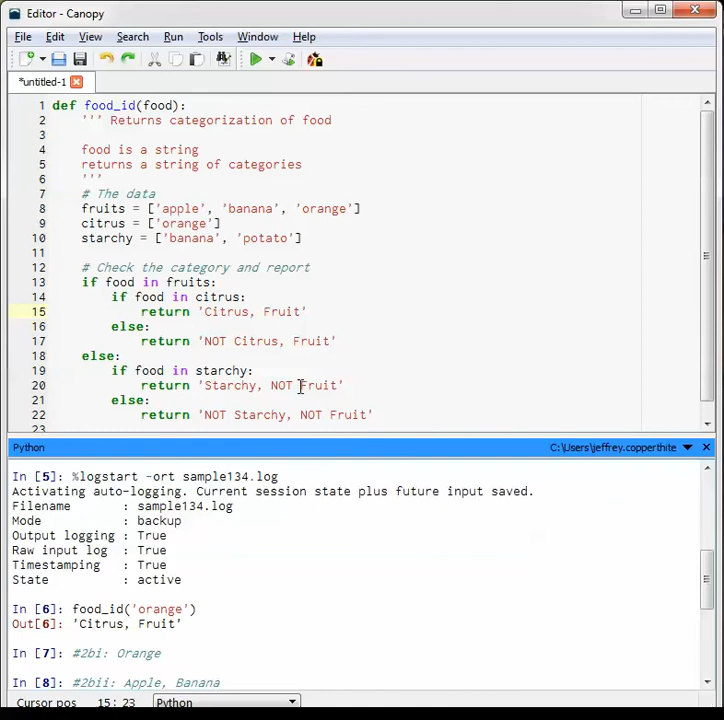 Editor - Canopy
File Edit View Search Run Tools Window Help
*untitled-1
1 def food_id(food):
2 ''' Returns categorization of food
3
4 food is a string
5 returns a string of categories
6 '''
7 # The data
8 fruits = ['apple', 'banana', 'orange']
9 citrus = ['orange']
10 starchy = ['banana', 'potato']
11
12 # Check the category and report
13 if food in fruits:
14 if food in citrus:
15 return 'Citrus, Fruit'
16 else:
17 return 'NOT Citrus, Fruit'
18 else:
19 if food in starchy:
20 return 'Starchy, NOT Fruit'
21 else:
22 return 'NOT Starchy, NOT Fruit'
23
Python C:\Users\jeffrey.copperthite
In [5]: %logstart -ort sample134.log
Activating auto-logging. Current session state plus future input saved.
Filename : sample134.log
Mode : backup
Output logging : True
Raw input log : True
Timestamping : True
State : active
In [6]: food_id('orange')
Out[6]: 'Citrus, Fruit'
In [7]: #2bi: Orange
In [8]: #2bii: Apple, Banana
Cursor pos 15: 23 Python